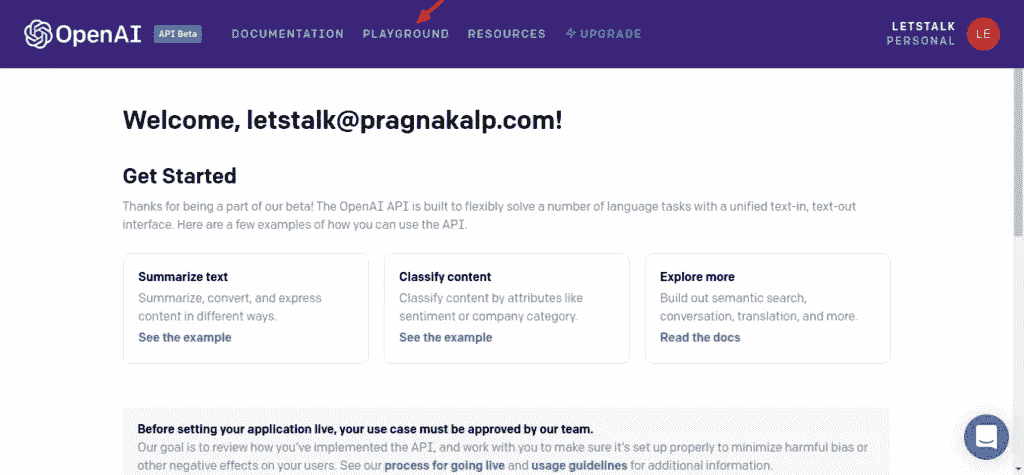 OpenAI API Beta DOCUMENTATION PLAYGROUND RESOURCES UPGRADE LETSTALK
PERSONAL LE
Welcome, letstalk@pragnakalp.com!
Get Started
Thanks for being a part of our beta! The OpenAI API is built to flexibly solve a number of language tasks with a unified text-in, text-out
interface. Here are a few examples of how you can use the API.
Summarize text
Summarize, convert, and express
content in different ways.
See the example
Classify content
Classify content by attributes like
sentiment or company category.
See the example
Explore more
Build out semantic search,
conversation, translation, and more.
Read the docs
Before setting your application live, your use case must be approved by our team.
Our goal is to review how you've implemented the API, and work with you to make sure it's set up properly to minimize harmful bias or
other negative effects on your users. See our process for going live and usage guidelines for additional information.